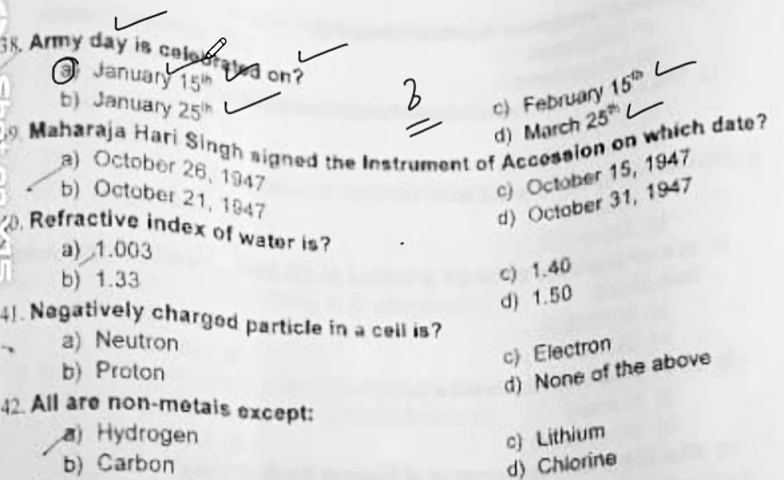 38. Army day is celebrated on?
a) January 15th
b) January 25th
c) February 15th
d) March 25th
3
9. Maharaja Hari Singh signed the Instrument of Accession on which date?
a) October 26, 1947
b) October 21, 1947
c) October 15, 1947
d) October 31, 1947
0. Refractive index of water is?
a) 1.003
b) 1.33
c) 1.40
d) 1.50
41. Negatively charged particle in a cell is?
a) Neutron
b) Proton
c) Electron
d) None of the above
42. All are non-metals except:
a) Hydrogen
b) Carbon
c) Lithium
d) Chlorine